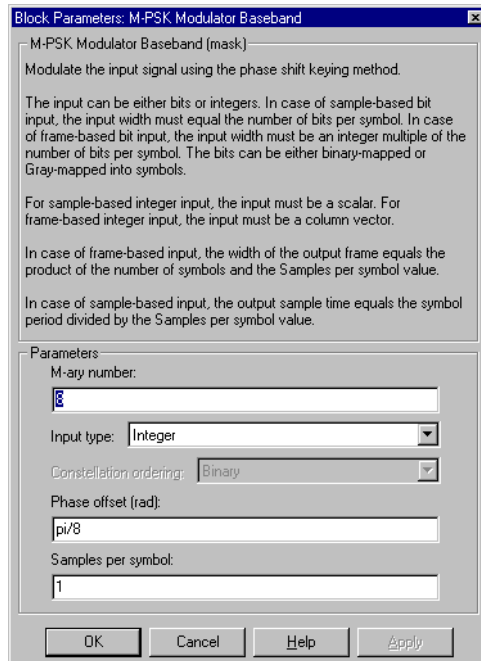 Block Parameters: M-PSK Modulator Baseband
M-PSK Modulator Baseband (mask)
Modulate the input signal using the phase shift keying method.
The input can be either bits or integers. In case of sample-based bit
input, the input width must equal the number of bits per symbol. In case
of frame-based bit input, the input width must be an integer multiple of the
number of bits per symbol. The bits can be either binary-mapped or
Gray-mapped into symbols.
For sample-based integer input, the input must be a scalar. For
frame-based integer input, the input must be a column vector.
In case of frame-based input, the width of the output frame equals the
product of the number of symbols and the Samples per symbol value.
In case of sample-based input, the output sample time equals the symbol
period divided by the Samples per symbol value.
Parameters
M-ary number:
8
Input type: Integer
Constellation ordering: Binary
Phase offset (rad):
pi/8
Samples per symbol:
1
OK Cancel Help Apply